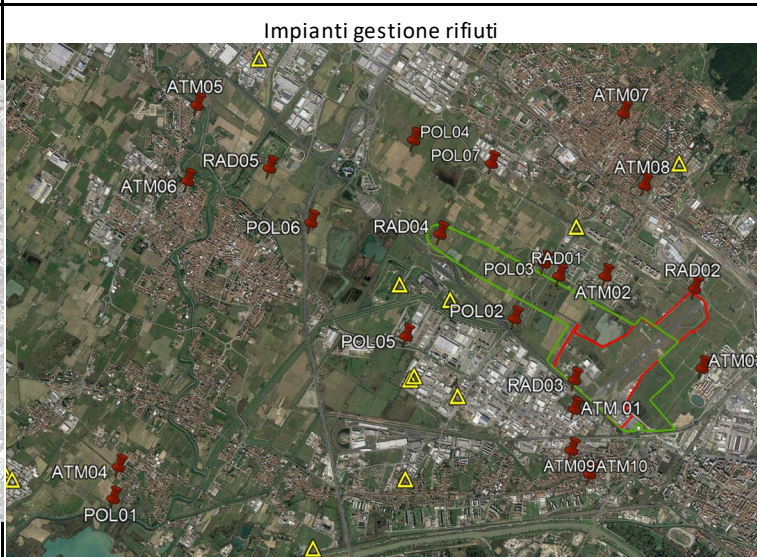 Impianti gestione rifiuti
ATM05
ATM07
POL04
POL07
RAD05
ATM08
ATM06
POL06
RAD04
RAD01
POL03
RAD02
ATM02
POL02
POL05
ATM03
RAD03
ATM 01
ATM04
ATM09
ATM10
POL01